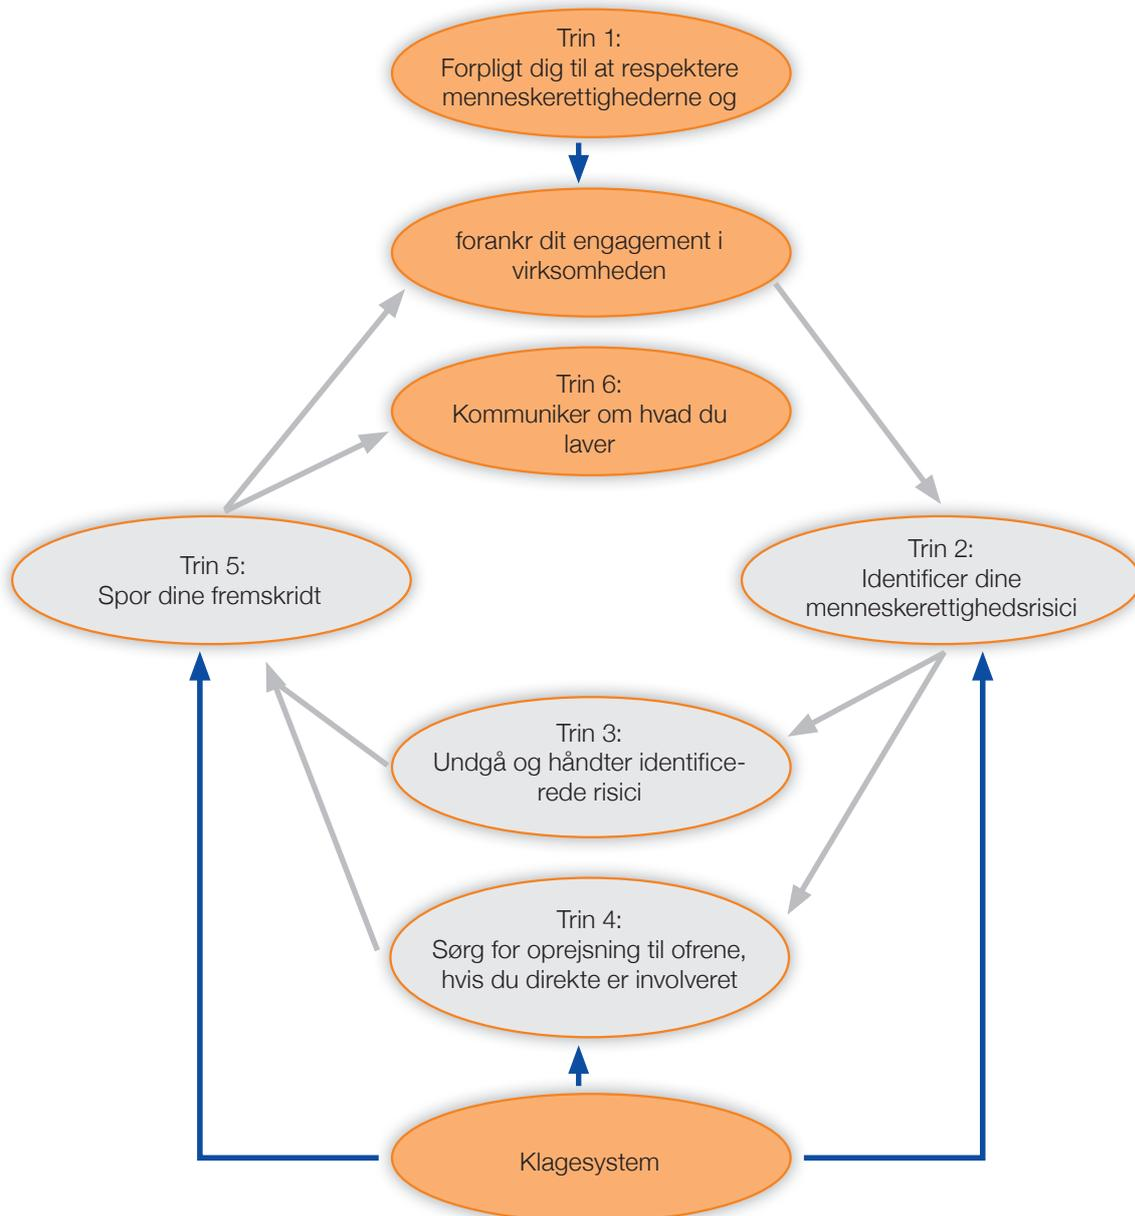 Trin 1:
Forpligt dig til at respektere
menneskerettighederne og
forankr dit engagement i
virksomheden
Trin 6:
Kommuniker om hvad du
laver
Trin 5:
Spor dine fremskridt
Trin 2:
Identificer dine
menneskerettighedsrisici
Trin 3:
Undgå og håndter identifice-
rede risici
Trin 4:
Sørg for oprejsning til ofrene,
hvis du direkte er involveret
Klagesystem